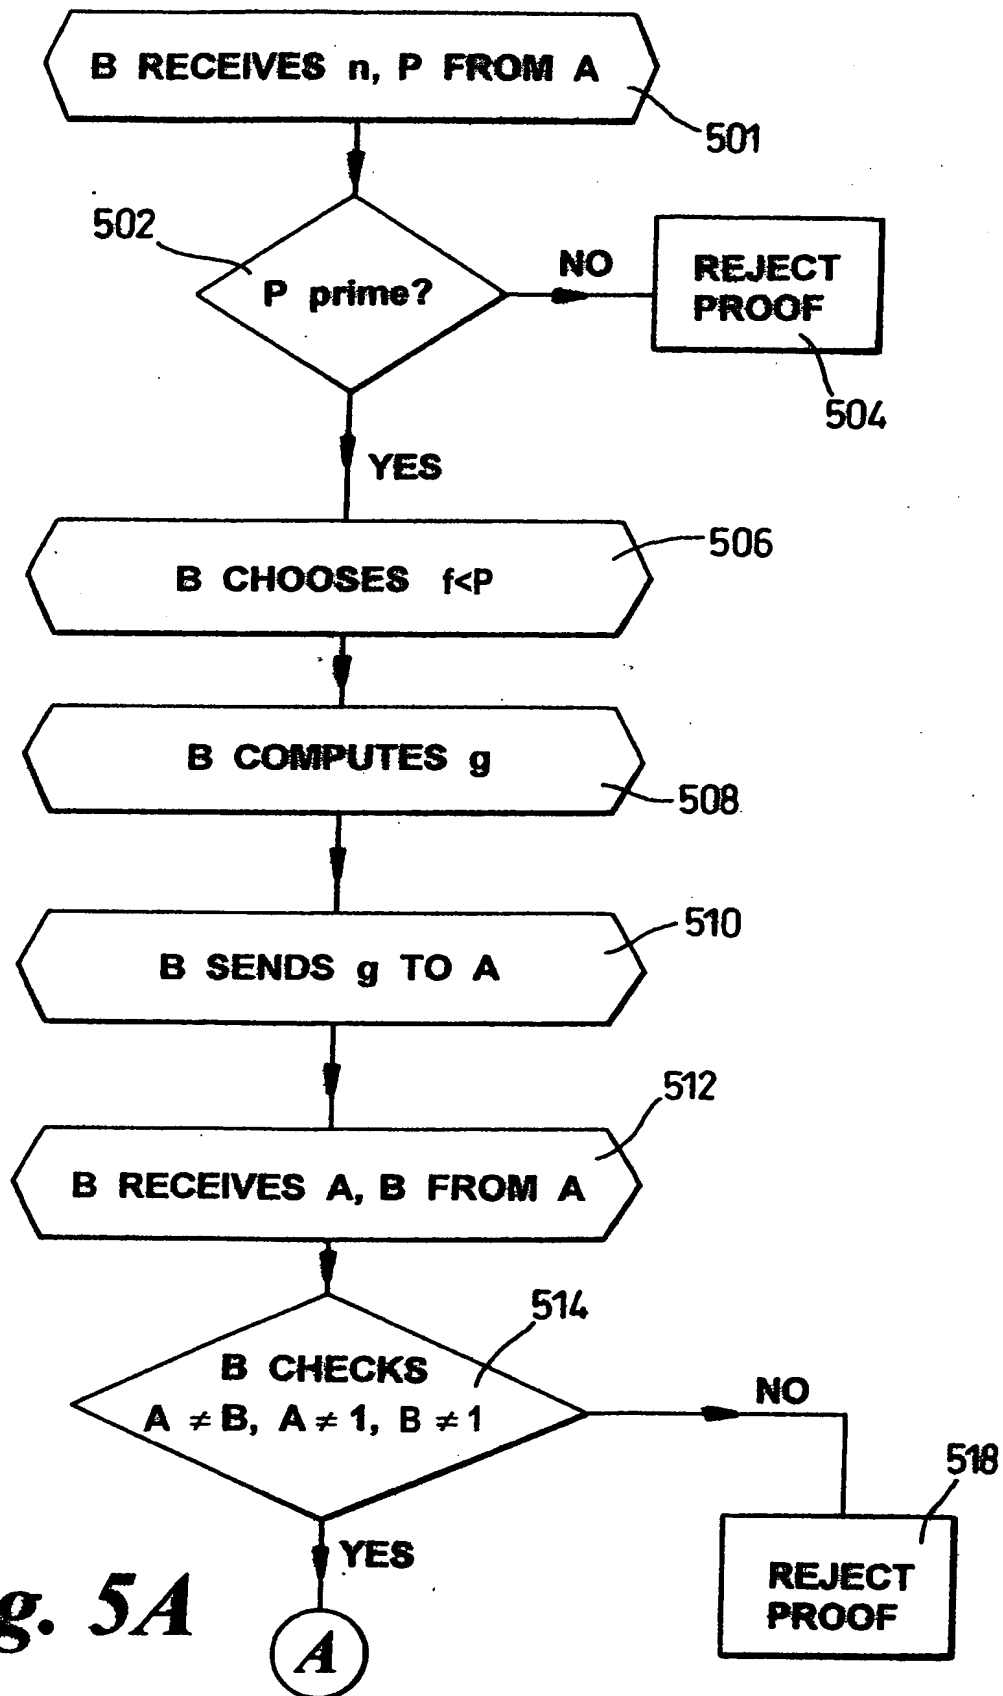 B RECEIVES n, P FROM A
501
502
P prime?
NO
REJECT
PROOF
504
YES
B CHOOSES f<P
506
B COMPUTES g
508
B SENDS g TO A
510
512
B RECEIVES A, B FROM A
514
B CHECKS
A ≠ B, A ≠ 1, B ≠ 1
NO
518
REJECT
PROOF
YES
g. 5A
A